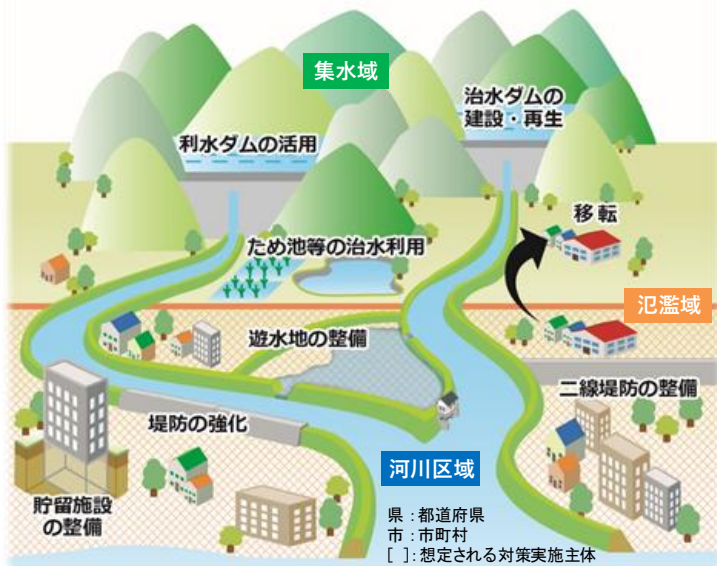 集水域
治水ダムの
建設・再生
利水ダムの活用
移転
ため池等の治水利用
氾濫域
遊水地の整備
二線堤防の整備
堤防の強化
河川区域
貯留施設
の整備
県：都道府県
市：市町村
[ ]：想定される対策実施主体